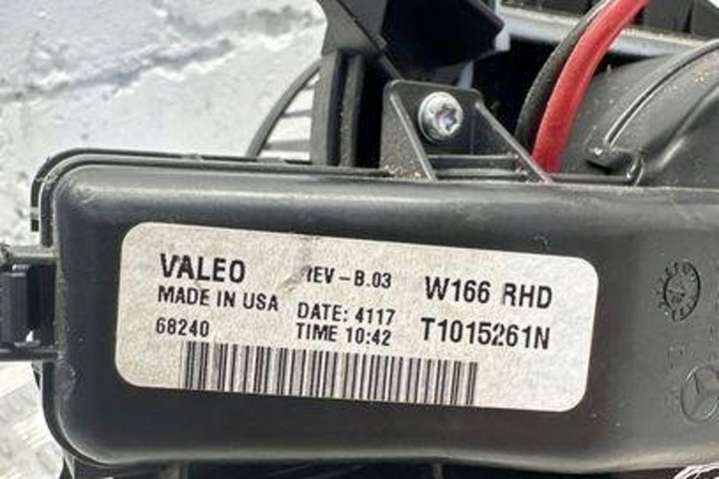 VALEO REV-B.03 W166 RHD
MADE IN USA DATE: 4117 T1015261N
68240 TIME 10:42